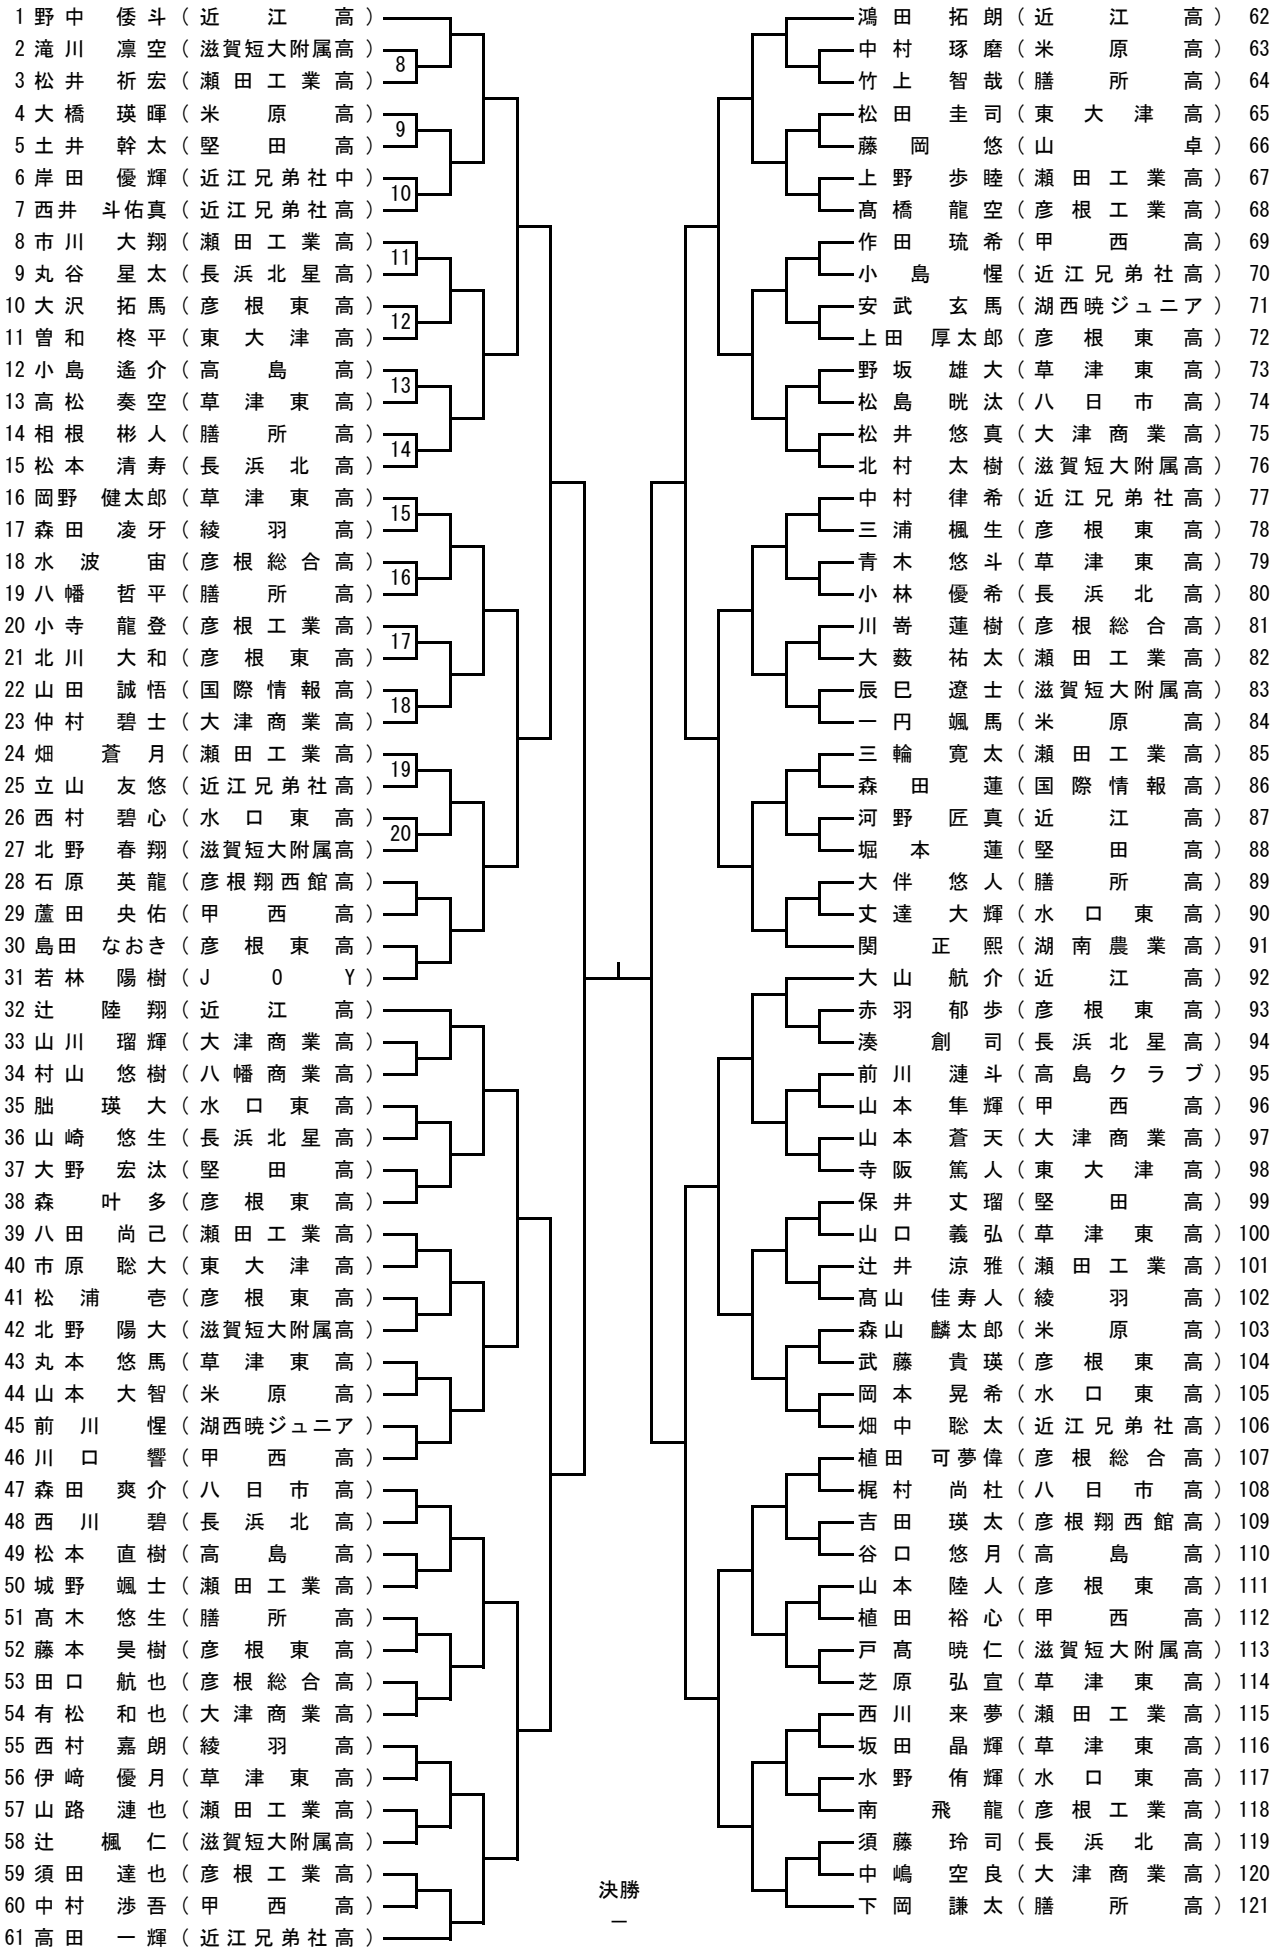 1 野中 倭斗 (近江高)
2 滝川 凛空 (滋賀短大附属高)
8
3 松井 祈宏 (瀬田工業高)
4 大橋 瑛暉 (米原高)
9
5 土井 幹太 (堅田高)
6 岸田 優輝 (近江兄弟社中)
10
7 西井 斗佑真 (近江兄弟社高)
8 市川 大翔 (瀬田工業高)
11
9 丸谷 星太 (長浜北星高)
10 大沢 拓馬 (彦根東高)
12
11 曽和 柊平 (東大津高)
12 小島 遙介 (高島高)
13
13 高松 奏空 (草津東高)
14 相根 彬人 (膳所高)
14
15 松本 清寿 (長浜北高)
16 岡野 健太郎 (草津東高)
15
17 森田 凌牙 (綾羽高)
18 水波 宙 (彦根総合高)
16
19 八幡 哲平 (膳所高)
20 小寺 龍登 (彦根工業高)
17
21 北川 大和 (彦根東高)
22 山田 誠悟 (国際情報高)
18
23 仲村 碧士 (大津商業高)
24 畑 蒼月 (瀬田工業高)
19
25 立山 友悠 (近江兄弟社高)
26 西村 碧心 (水口東高)
20
27 北野 春翔 (滋賀短大附属高)
28 石原 英龍 (彦根翔西館高)
29 蘆田 央佑 (甲西高)
30 島田 なおき (彦根東高)
31 若林 陽樹 (JOY)
32 辻 陸翔 (近江高)
33 山川 瑠輝 (大津商業高)
34 村山 悠樹 (八幡商業高)
35 朏 瑛大 (水口東高)
36 山崎 悠生 (長浜北星高)
37 大野 宏汰 (堅田高)
38 森 叶多 (彦根東高)
39 八田 尚己 (瀬田工業高)
40 市原 聡大 (東大津高)
41 松浦 壱 (彦根東高)
42 北野 陽大 (滋賀短大附属高)
43 丸本 悠馬 (草津東高)
44 山本 大智 (米原高)
45 前川 惺 (湖西暁ジュニア)
46 川口 響 (甲西高)
47 森田 爽介 (八日市高)
48 西川 碧 (長浜北高)
49 松本 直樹 (高島高)
50 城野 颯士 (瀬田工業高)
51 髙木 悠生 (膳所高)
52 藤本 昊樹 (彦根東高)
53 田口 航也 (彦根総合高)
54 有松 和也 (大津商業高)
55 西村 嘉朗 (綾羽高)
56 伊﨑 優月 (草津東高)
57 山路 漣也 (瀬田工業高)
58 辻 楓仁 (滋賀短大附属高)
59 須田 達也 (彦根工業高)
60 中村 渉吾 (甲西高)
61 高田 一輝 (近江兄弟社高)
鴻田 拓朗 (近江高) 62
中村 琢磨 (米原高) 63
竹上 智哉 (膳所高) 64
松田 圭司 (東大津高) 65
藤岡 悠 (山卓) 66
上野 歩睦 (瀬田工業高) 67
髙橋 龍空 (彦根工業高) 68
作田 琉希 (甲西高) 69
小島 惺 (近江兄弟社高) 70
安武 玄馬 (湖西暁ジュニア) 71
上田 厚太郎 (彦根東高) 72
野坂 雄大 (草津東高) 73
松島 晄汰 (八日市高) 74
松井 悠真 (大津商業高) 75
北村 太樹 (滋賀短大附属高) 76
中村 律希 (近江兄弟社高) 77
三浦 楓生 (彦根東高) 78
青木 悠斗 (草津東高) 79
小林 優希 (長浜北高) 80
川嵜 蓮樹 (彦根総合高) 81
大薮 祐太 (瀬田工業高) 82
辰巳 遼士 (滋賀短大附属高) 83
一円 颯馬 (米原高) 84
三輪 寛太 (瀬田工業高) 85
森田 蓮 (国際情報高) 86
河野 匠真 (近江高) 87
堀本 蓮 (堅田高) 88
大伴 悠人 (膳所高) 89
丈達 大輝 (水口東高) 90
関 正熙 (湖南農業高) 91
大山 航介 (近江高) 92
赤羽 郁歩 (彦根東高) 93
湊 創司 (長浜北星高) 94
前川 漣斗 (高島クラブ) 95
山本 隼輝 (甲西高) 96
山本 蒼天 (大津商業高) 97
寺阪 篤人 (東大津高) 98
保井 丈瑠 (堅田高) 99
山口 義弘 (草津東高) 100
辻井 涼雅 (瀬田工業高) 101
髙山 佳寿人 (綾羽高) 102
森山 麟太郎 (米原高) 103
武藤 貴瑛 (彦根東高) 104
岡本 晃希 (水口東高) 105
畑中 聡太 (近江兄弟社高) 106
植田 可夢偉 (彦根総合高) 107
梶村 尚杜 (八日市高) 108
吉田 瑛太 (彦根翔西館高) 109
谷口 悠月 (高島高) 110
山本 陸人 (彦根東高) 111
植田 裕心 (甲西高) 112
戸髙 暁仁 (滋賀短大附属高) 113
芝原 弘宣 (草津東高) 114
西川 来夢 (瀬田工業高) 115
坂田 晶輝 (草津東高) 116
水野 侑輝 (水口東高) 117
南 飛龍 (彦根工業高) 118
須藤 玲司 (長浜北高) 119
中嶋 空良 (大津商業高) 120
下岡 謙太 (膳所高) 121
決勝
ー